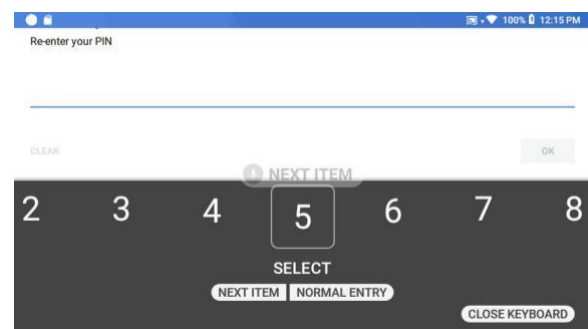 100% 12:15 PM
Re-enter your PIN
CLEAR OK
NEXT ITEM
2 3 4 5 6 7 8
SELECT
NEXT ITEM NORMAL ENTRY
CLOSE KEYBOARD